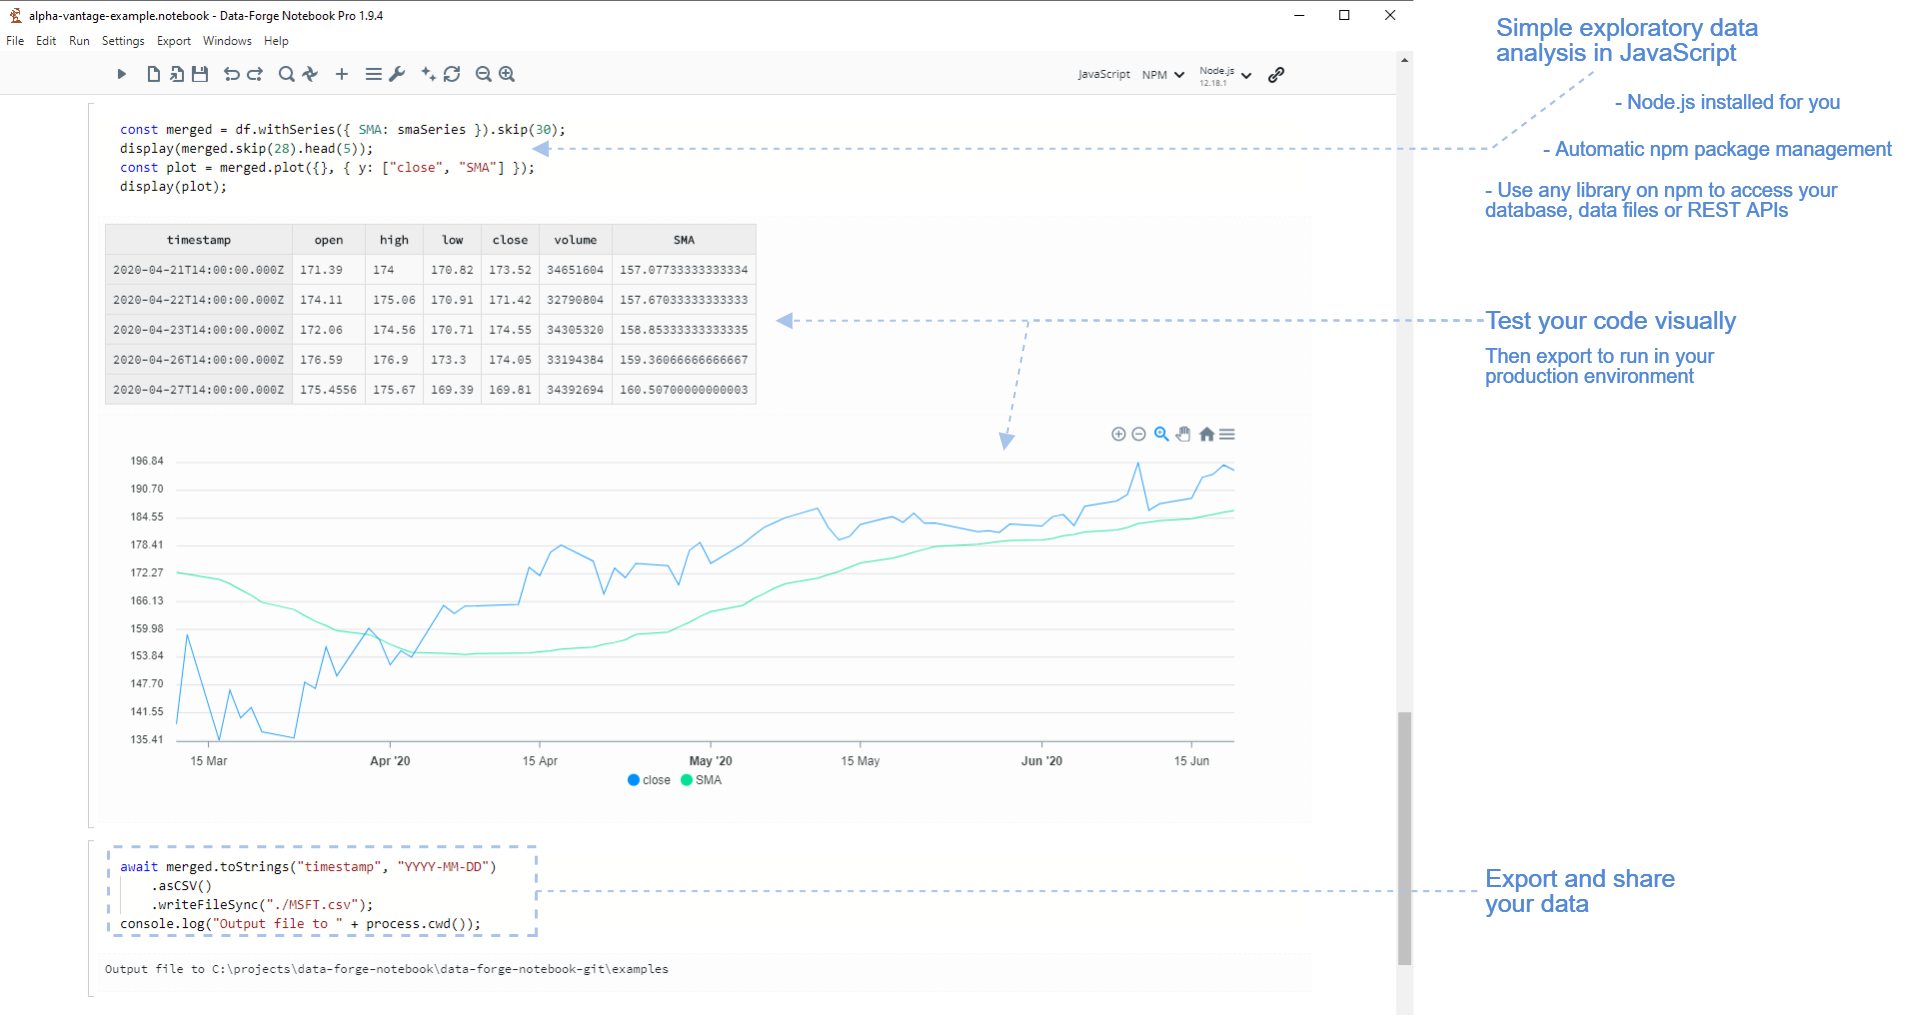 alpha-vantage-example.notebook - Data-Forge Notebook Pro 1.9.4
File Edit Run Settings Export Windows Help
JavaScript NPM Node.js
12.18.1
Simple exploratory data
analysis in JavaScript
- Node.js installed for you
- Automatic npm package management
- Use any library on npm to access your
database, data files or REST APIs
const merged = df.withSeries({ SMA: smaSeries }).skip(30);
display(merged.skip(28).head(5));
const plot = merged.plot({}, { y: ["close", "SMA"] });
display(plot);
timestamp open high low close volume SMA
2020-04-21T14:00:00.000Z 171.39 174 170.82 173.52 34651604 157.07733333333334
2020-04-22T14:00:00.000Z 174.11 175.06 170.91 171.42 32790804 157.67033333333333
2020-04-23T14:00:00.000Z 172.06 174.56 170.71 174.55 34305320 158.85333333333335
2020-04-26T14:00:00.000Z 176.59 176.9 173.3 174.05 33194384 159.36066666666667
2020-04-27T14:00:00.000Z 175.4556 175.67 169.39 169.81 34392694 160.50700000000003
Test your code visually
Then export to run in your
production environment
196.84
190.70
184.55
178.41
172.27
166.13
159.98
153.84
147.70
141.55
135.41
15 Mar Apr '20 15 Apr May '20 15 May Jun '20 15 Jun
close SMA
await merged.toStrings("timestamp", "YYYY-MM-DD")
.asCSV()
.writeFileSync("./MSFT.csv");
console.log("Output file to " + process.cwd());
Export and share
your data
Output file to C:\projects\data-forge-notebook\data-forge-notebook-git\examples